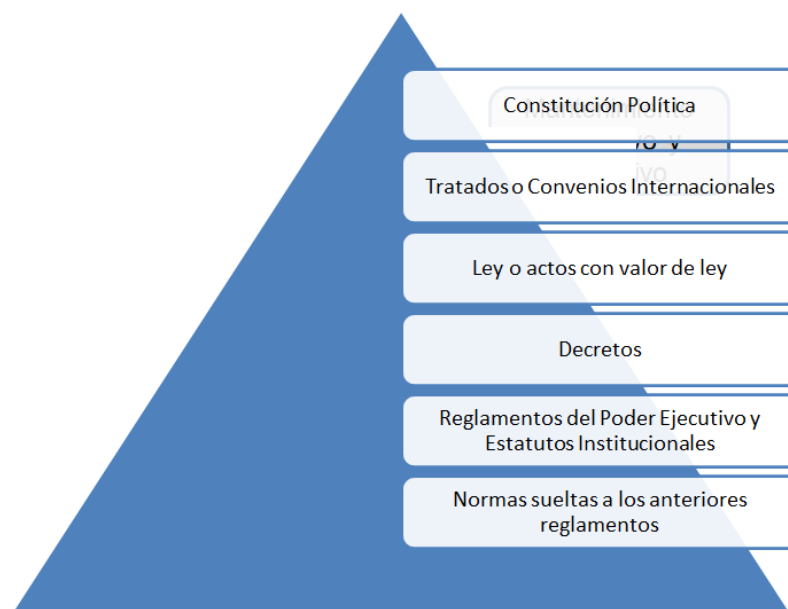 Constitución Política
Mantenimiento
y
Tratados o Convenios Internacionales
Ley o actos con valor de ley
Decretos
Reglamentos del Poder Ejecutivo y
Estatutos Institucionales
Normas sueltas a los anteriores
reglamentos